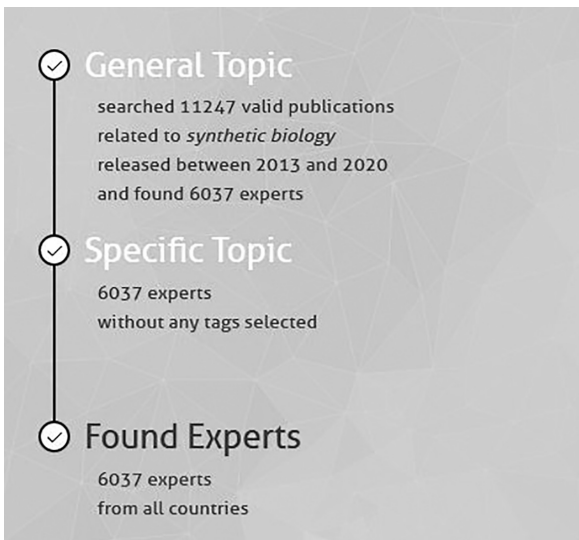 General Topic
searched 11247 valid publications
related to synthetic biology
released between 2013 and 2020
and found 6037 experts
Specific Topic
6037 experts
without any tags selected
Found Experts
6037 experts
from all countries